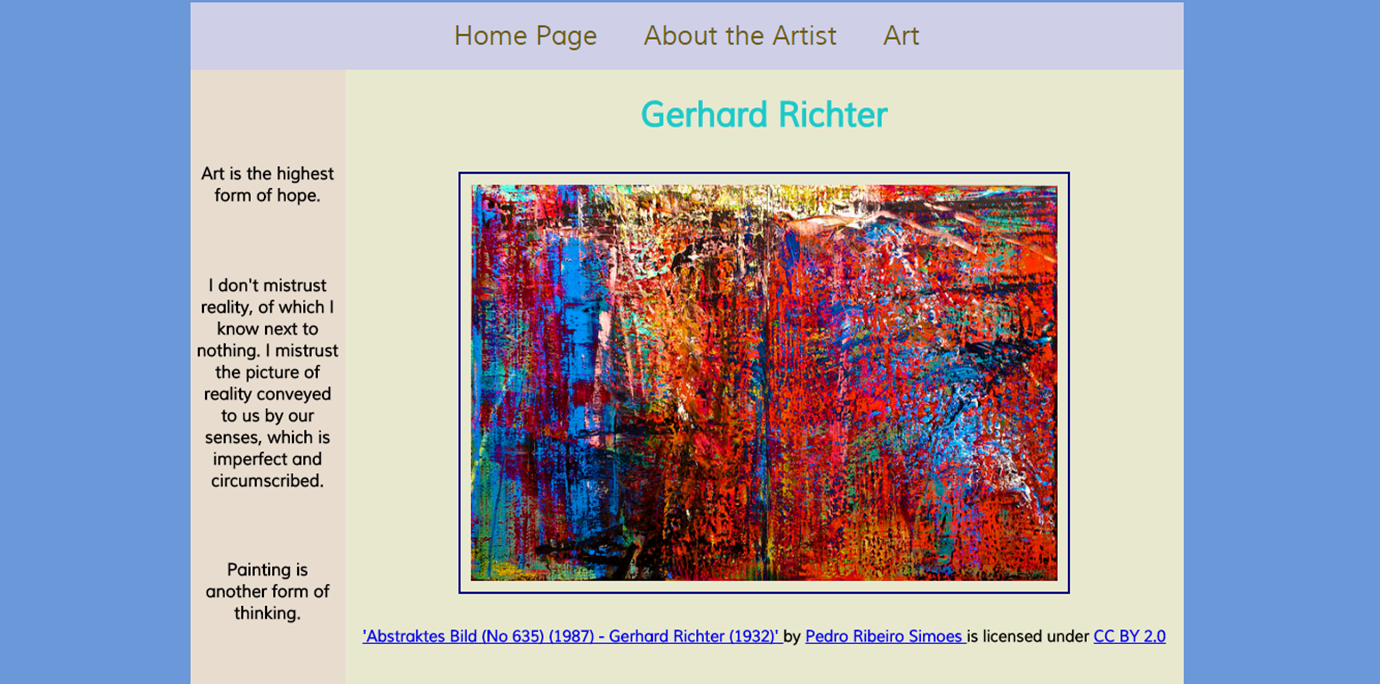 Home Page About the Artist Art
Gerhard Richter
Art is the highest
form of hope.
I don't mistrust
reality, of which I
know next to
nothing. I mistrust
the picture of
reality conveyed
to us by our
senses, which is
imperfect and
circumscribed.
Painting is
another form of
thinking.
'Abstraktes Bild (No 635) (1987) - Gerhard Richter (1932)' by Pedro Ribeiro Simoes is licensed under CC BY 2.0